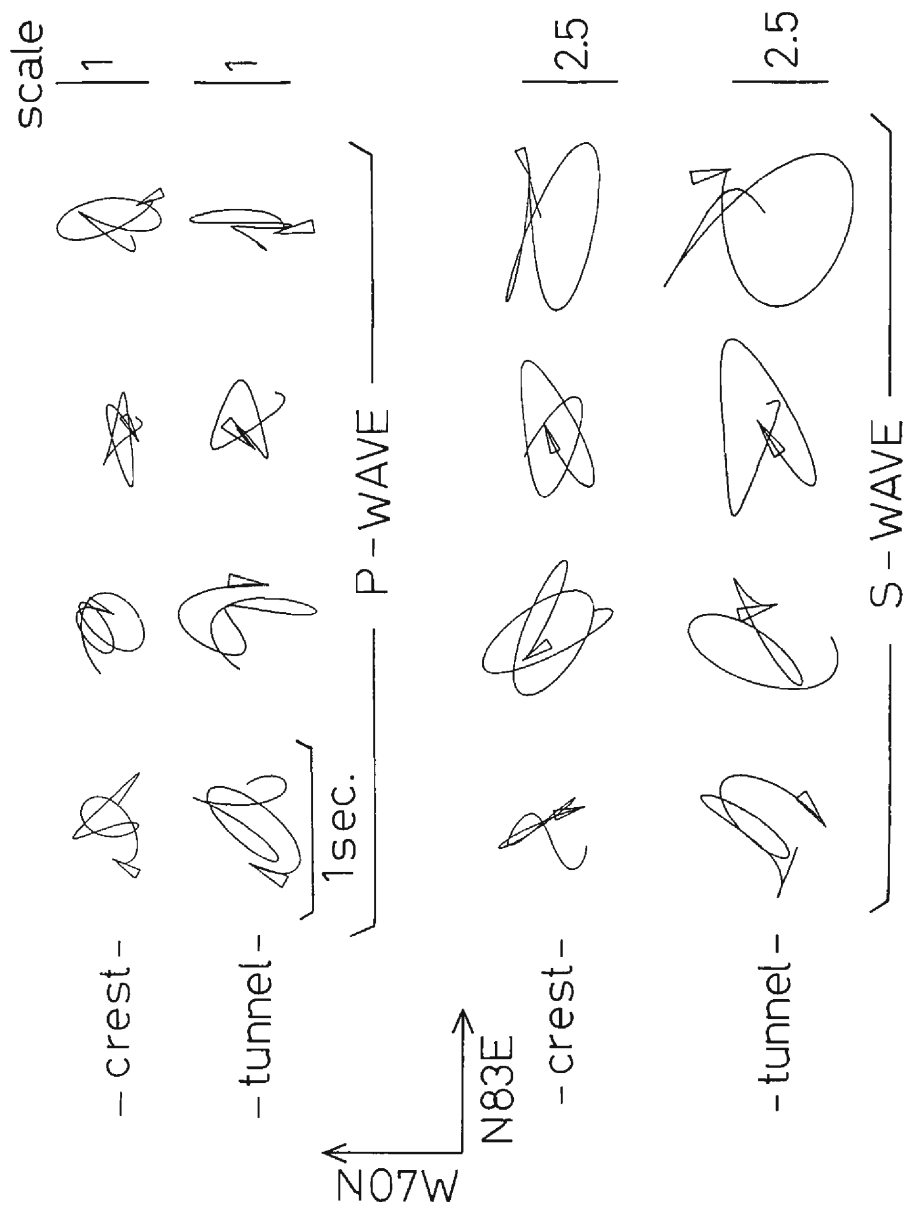 scale
-crest-
1
-tunnel-
1
1sec.
P-WAVE
N07W
N83E
-crest-
2.5
-tunnel-
2.5
S-WAVE